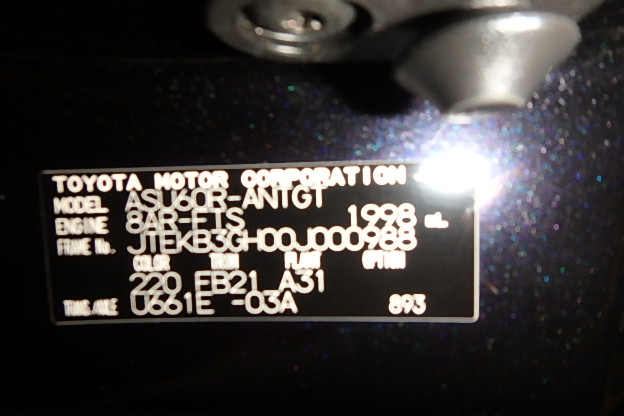 TOYOTA MOTOR CORPORATION
MODEL ASU60R-ANTGT
ENGINE 8AR-FTS 1998 mL
FRAME No. JTEKB3GH00J000988
COLOR TRIM PLANT OPTION
220 EB21 A31
TRANS/AXLE U661E -03A 893